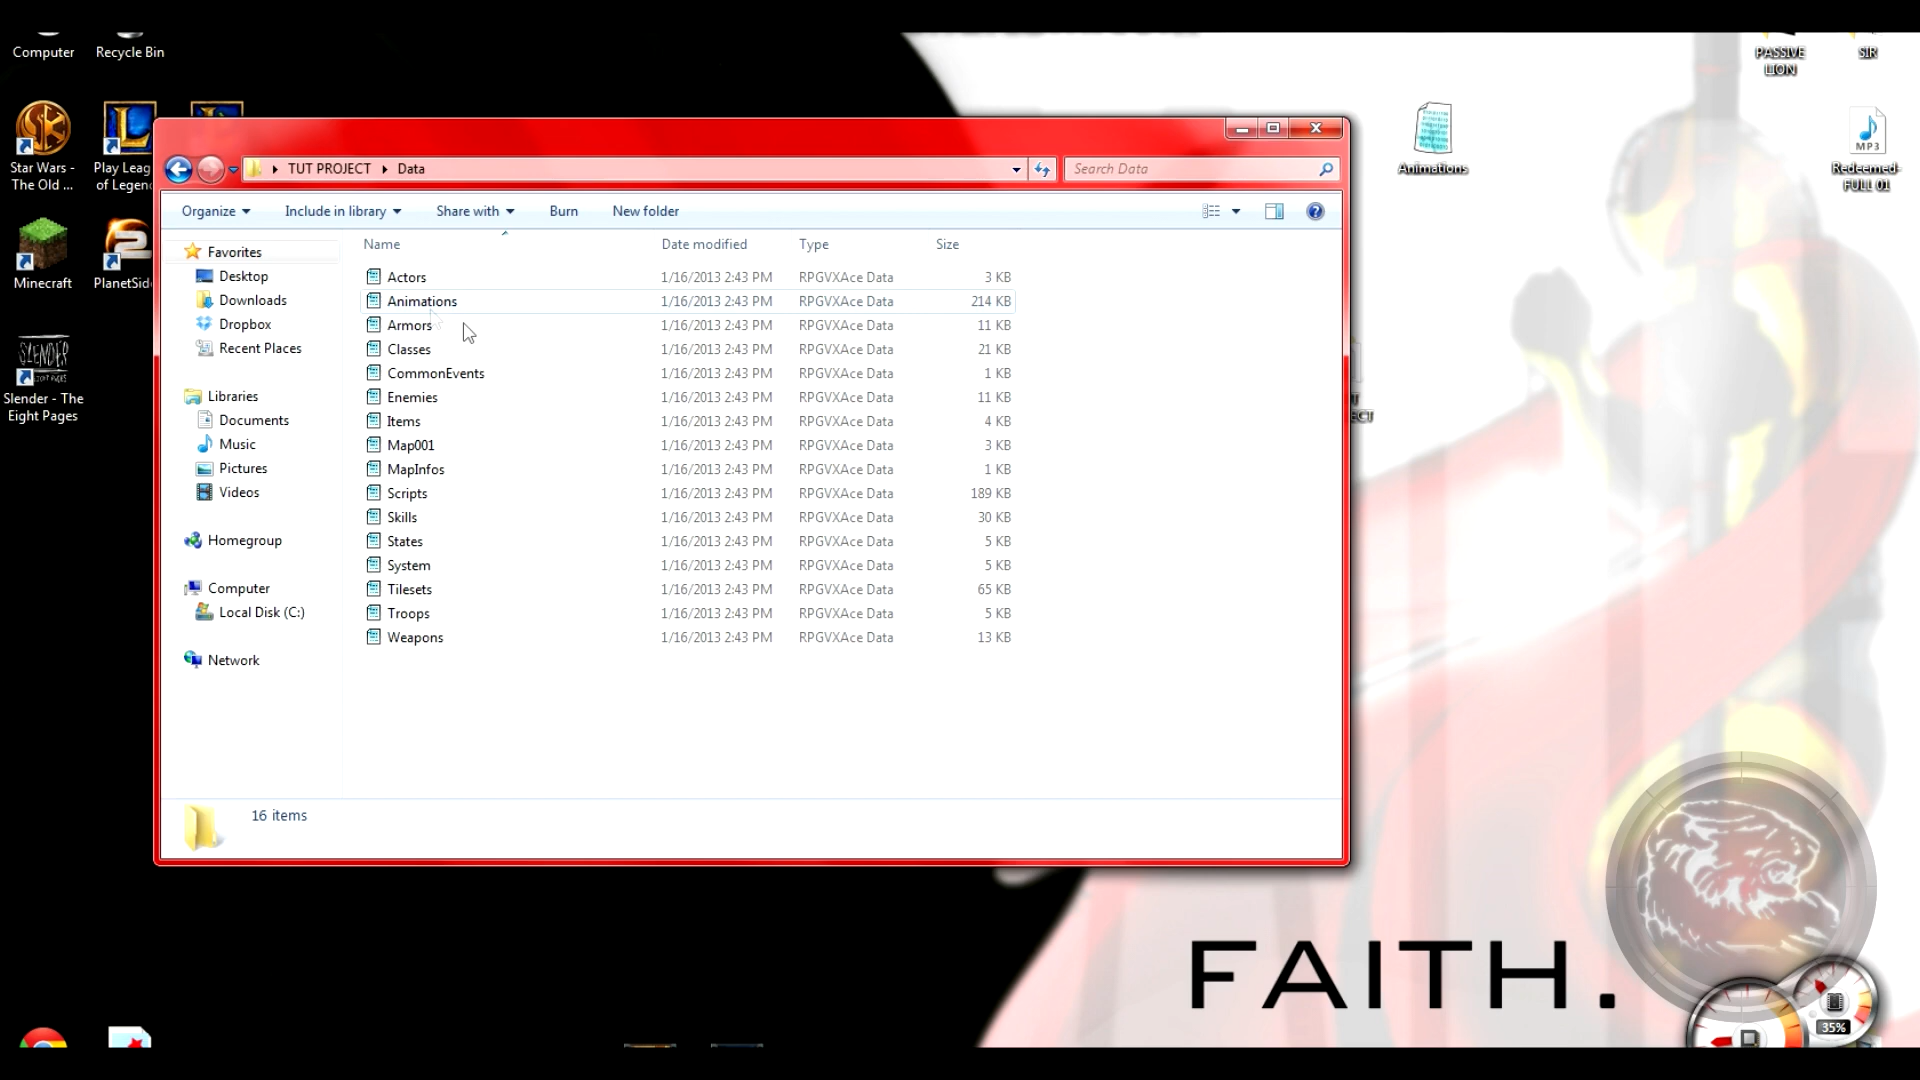 Computer
Recycle Bin
PASSIVE
LION
SIR
Star Wars -
The Old ...
Play Leag
of Legen
Animations
MP3
Redeemed-
FULL 01
TUT PROJECT
Data
Search Data
Organize
Include in library
Share with
Burn
New folder
Minecraft
PlanetSid
Slender - The
Eight Pages
Favorites
Desktop
Downloads
Dropbox
Recent Places
Libraries
Documents
Music
Pictures
Videos
Homegroup
Computer
Local Disk (C:)
Network
Name Date modified Type Size
Actors 1/16/2013 2:43 PM RPGVXAce Data 3 KB
Animations 1/16/2013 2:43 PM RPGVXAce Data 214 KB
Armors 1/16/2013 2:43 PM RPGVXAce Data 11 KB
Classes 1/16/2013 2:43 PM RPGVXAce Data 21 KB
CommonEvents 1/16/2013 2:43 PM RPGVXAce Data 1 KB
Enemies 1/16/2013 2:43 PM RPGVXAce Data 11 KB
Items 1/16/2013 2:43 PM RPGVXAce Data 4 KB
Map001 1/16/2013 2:43 PM RPGVXAce Data 3 KB
MapInfos 1/16/2013 2:43 PM RPGVXAce Data 1 KB
Scripts 1/16/2013 2:43 PM RPGVXAce Data 189 KB
Skills 1/16/2013 2:43 PM RPGVXAce Data 30 KB
States 1/16/2013 2:43 PM RPGVXAce Data 5 KB
System 1/16/2013 2:43 PM RPGVXAce Data 5 KB
Tilesets 1/16/2013 2:43 PM RPGVXAce Data 65 KB
Troops 1/16/2013 2:43 PM RPGVXAce Data 5 KB
Weapons 1/16/2013 2:43 PM RPGVXAce Data 13 KB
16 items
FAITH.
35%